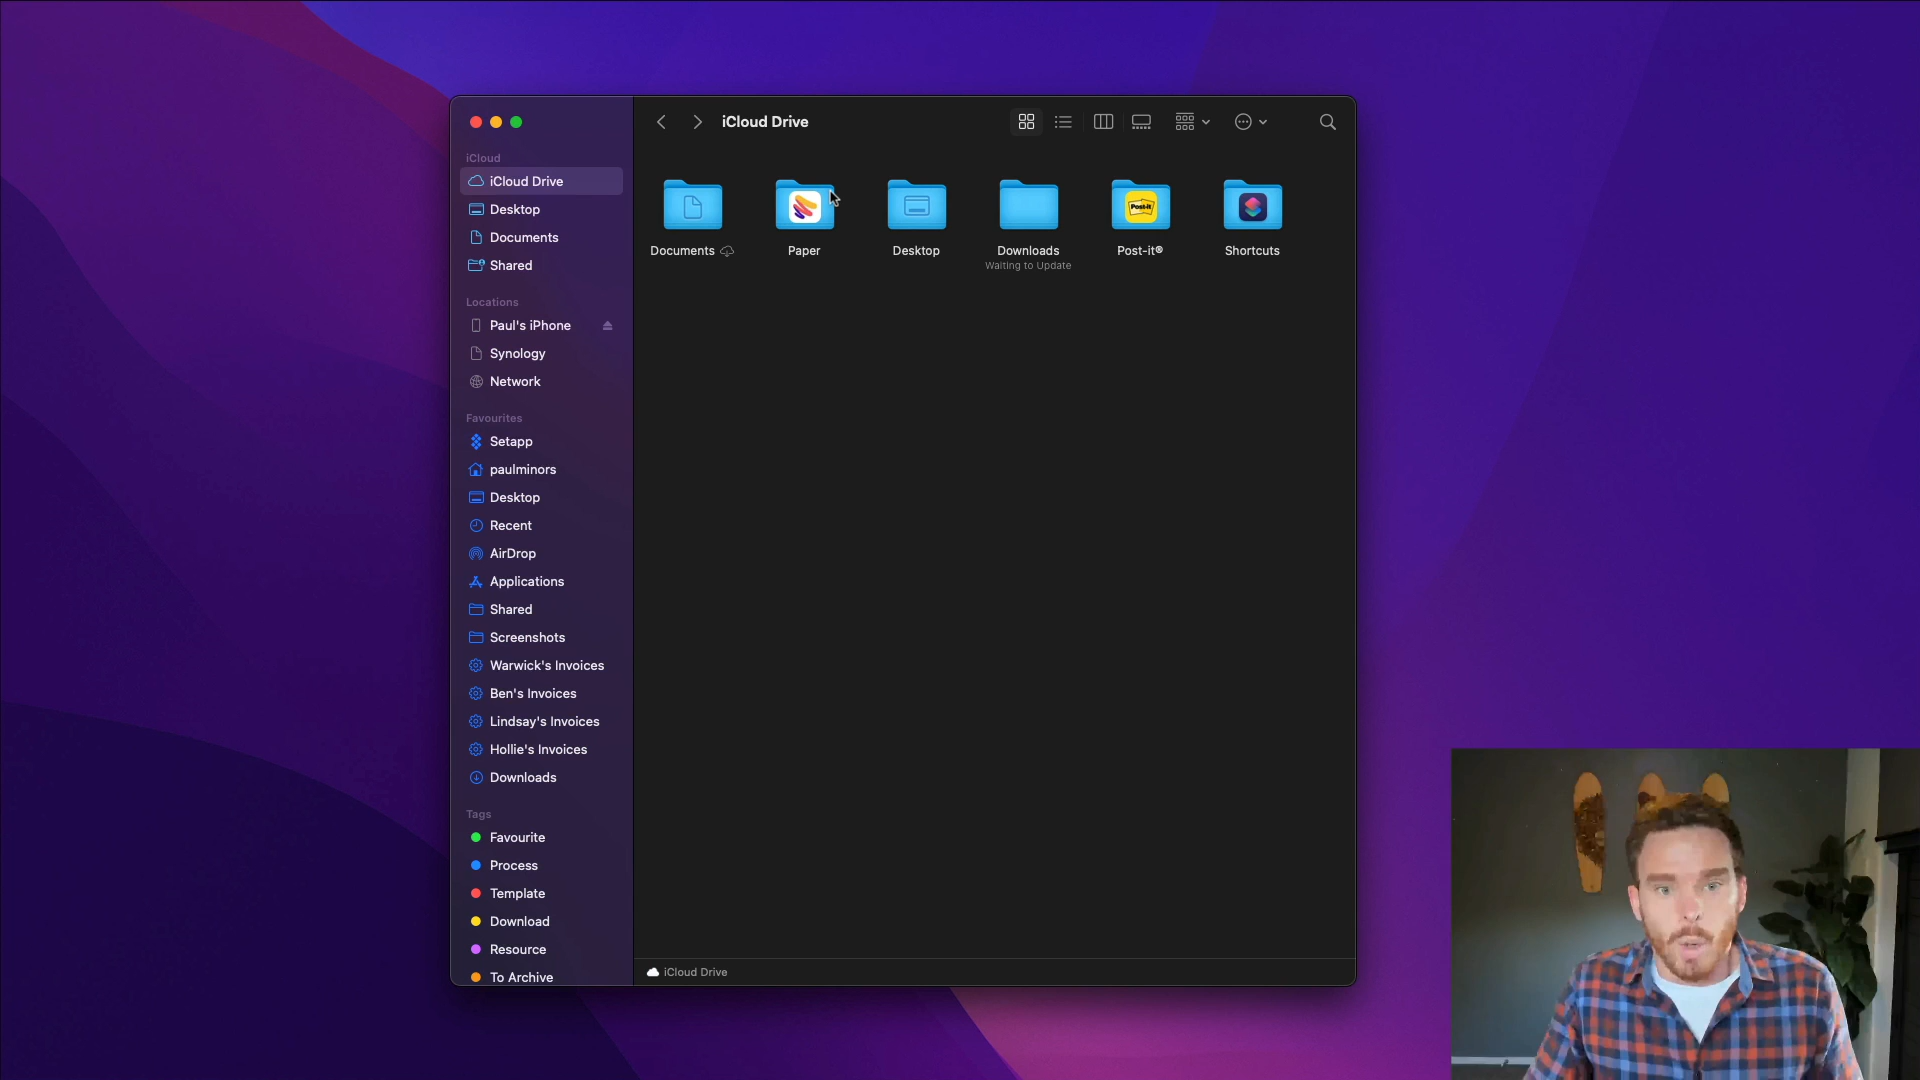 iCloud Drive
iCloud
iCloud Drive
Desktop
Documents
Shared
Locations
Paul's iPhone
Synology
Network
Favourites
Setapp
paulminors
Desktop
Recent
AirDrop
Applications
Shared
Screenshots
Warwick's Invoices
Ben's Invoices
Lindsay's Invoices
Hollie's Invoices
Downloads
Tags
Favourite
Process
Template
Download
Resource
To Archive
Post-it
Documents
Paper
Desktop
Downloads
Waiting to Update
Post-it®
Shortcuts
iCloud Drive